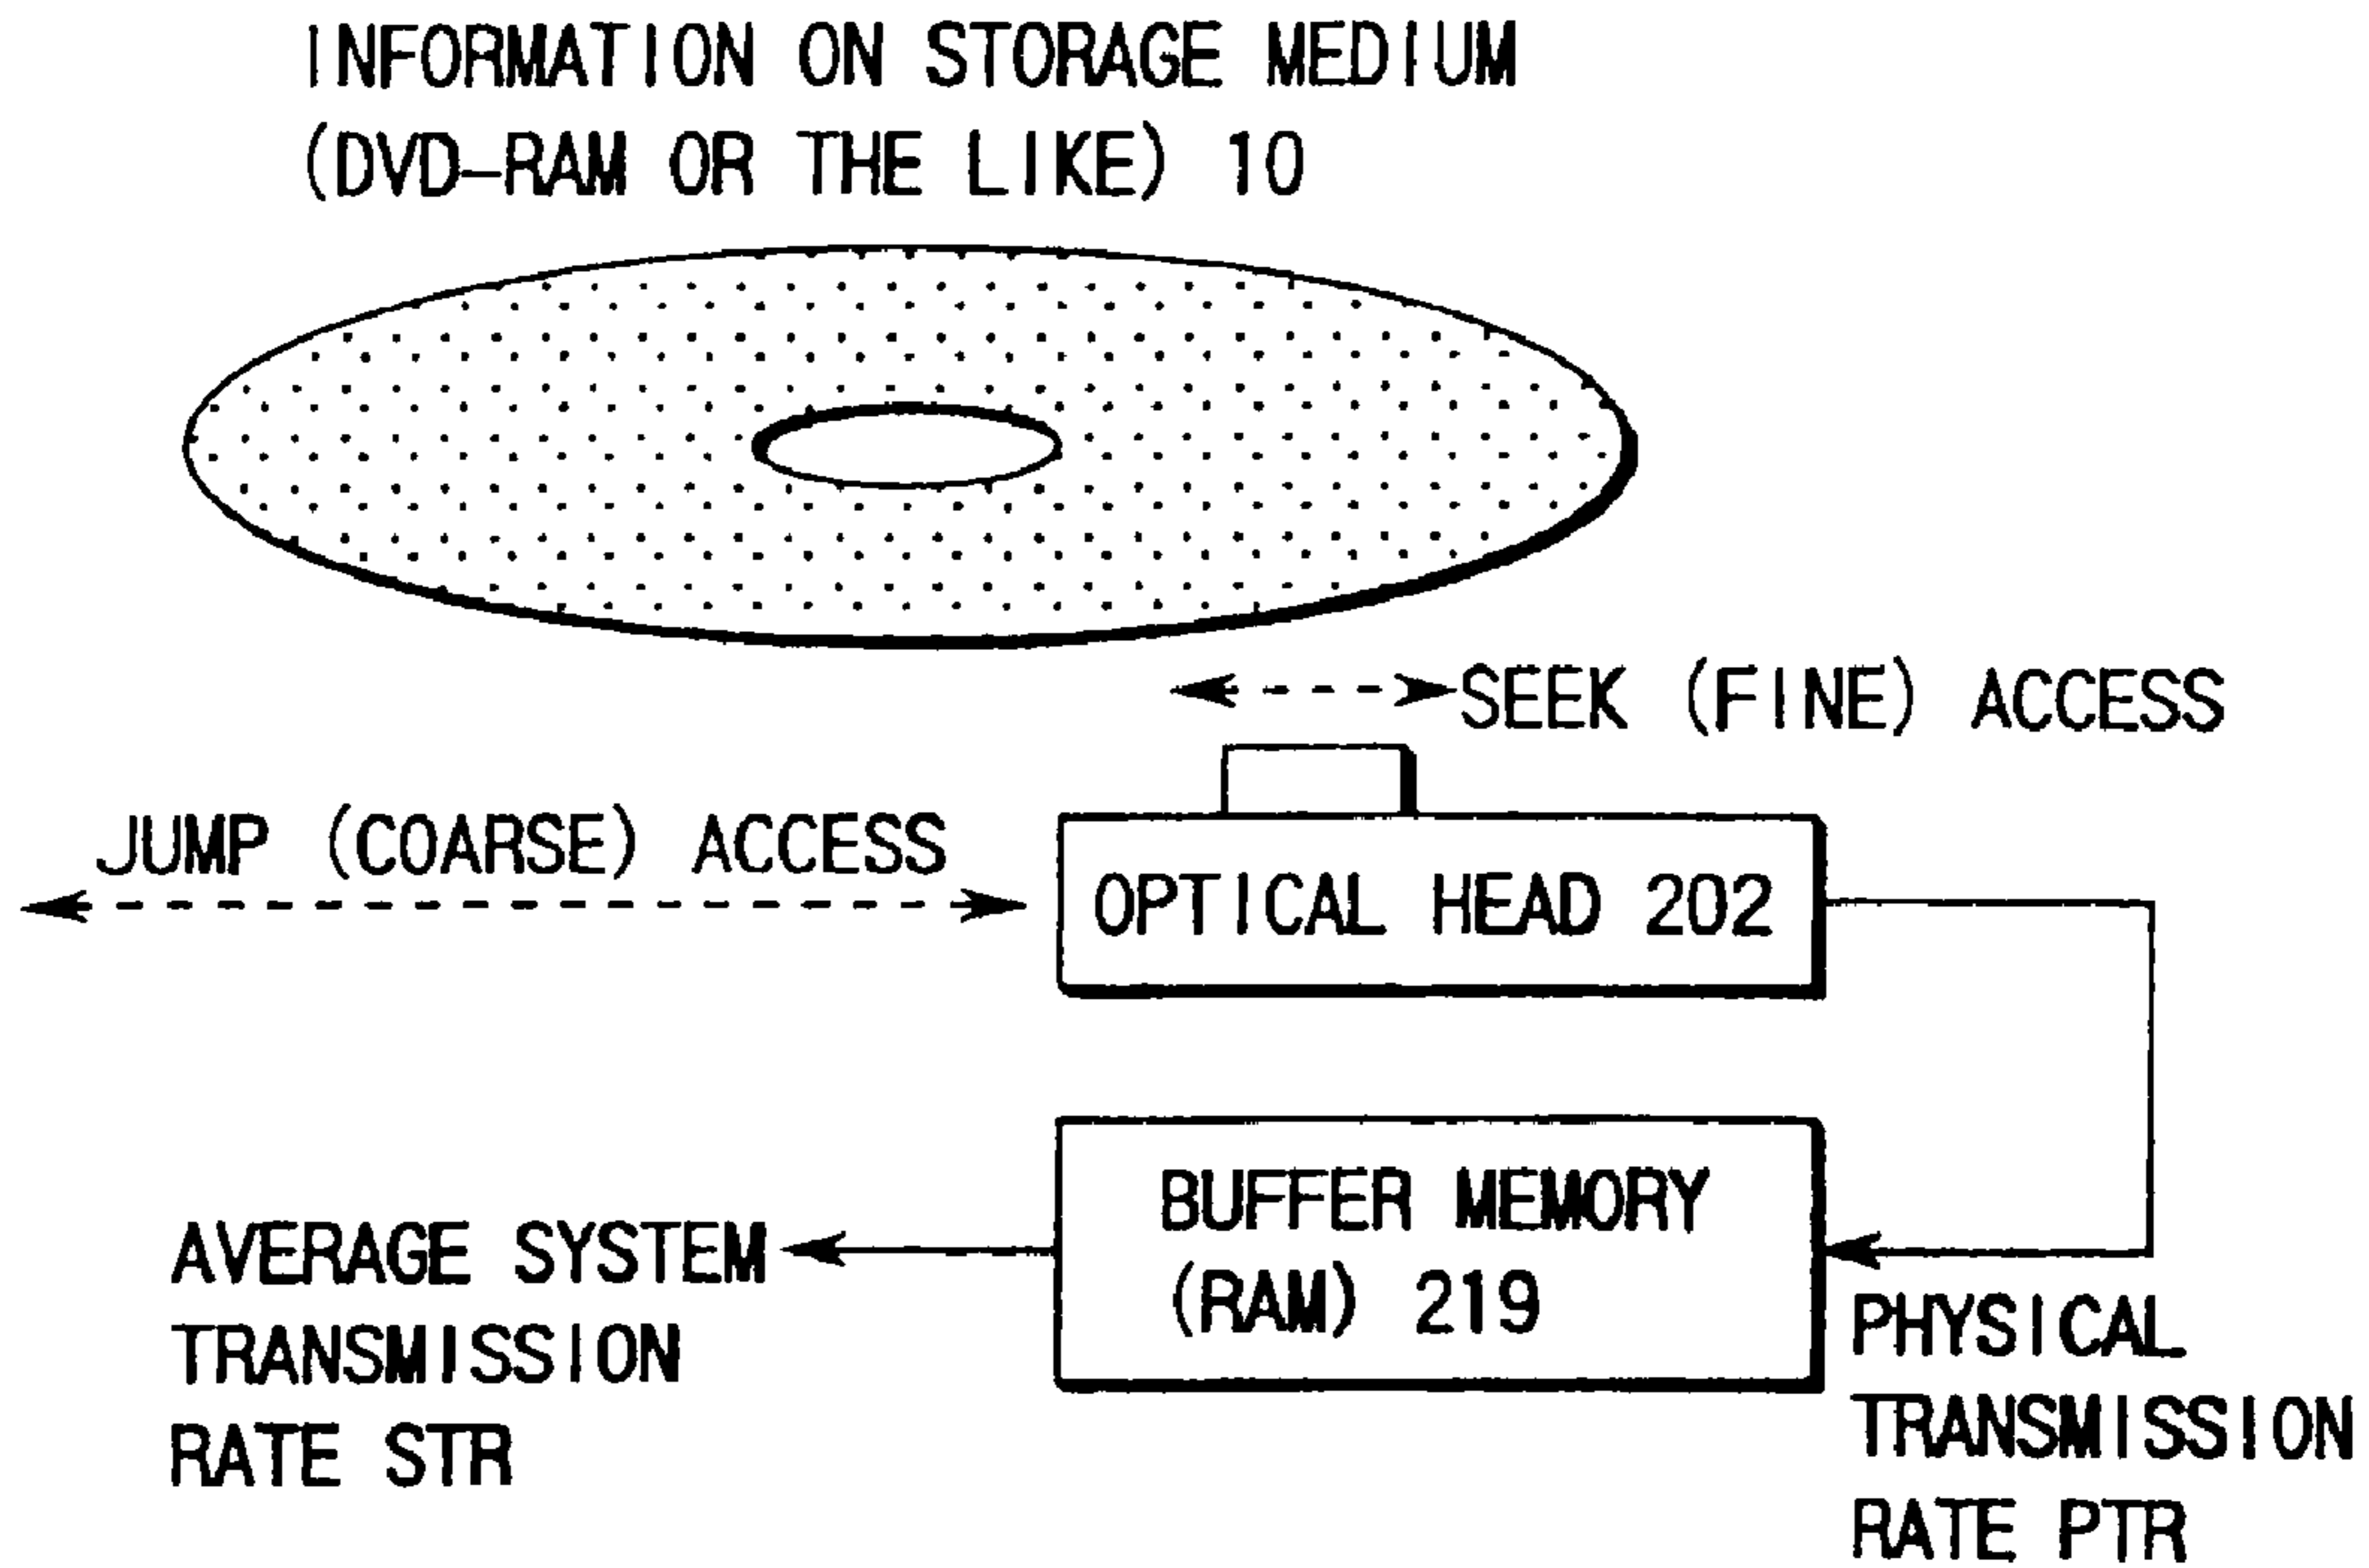 INFORMATION ON STORAGE MEDIUM
(DVD-RAM OR THE LIKE) 10
SEEK (FINE) ACCESS
JUMP (COARSE) ACCESS
OPTICAL HEAD 202
BUFFER MEMORY
(RAM) 219
AVERAGE SYSTEM
TRANSMISSION
RATE STR
PHYSICAL
TRANSMISSION
RATE PTR